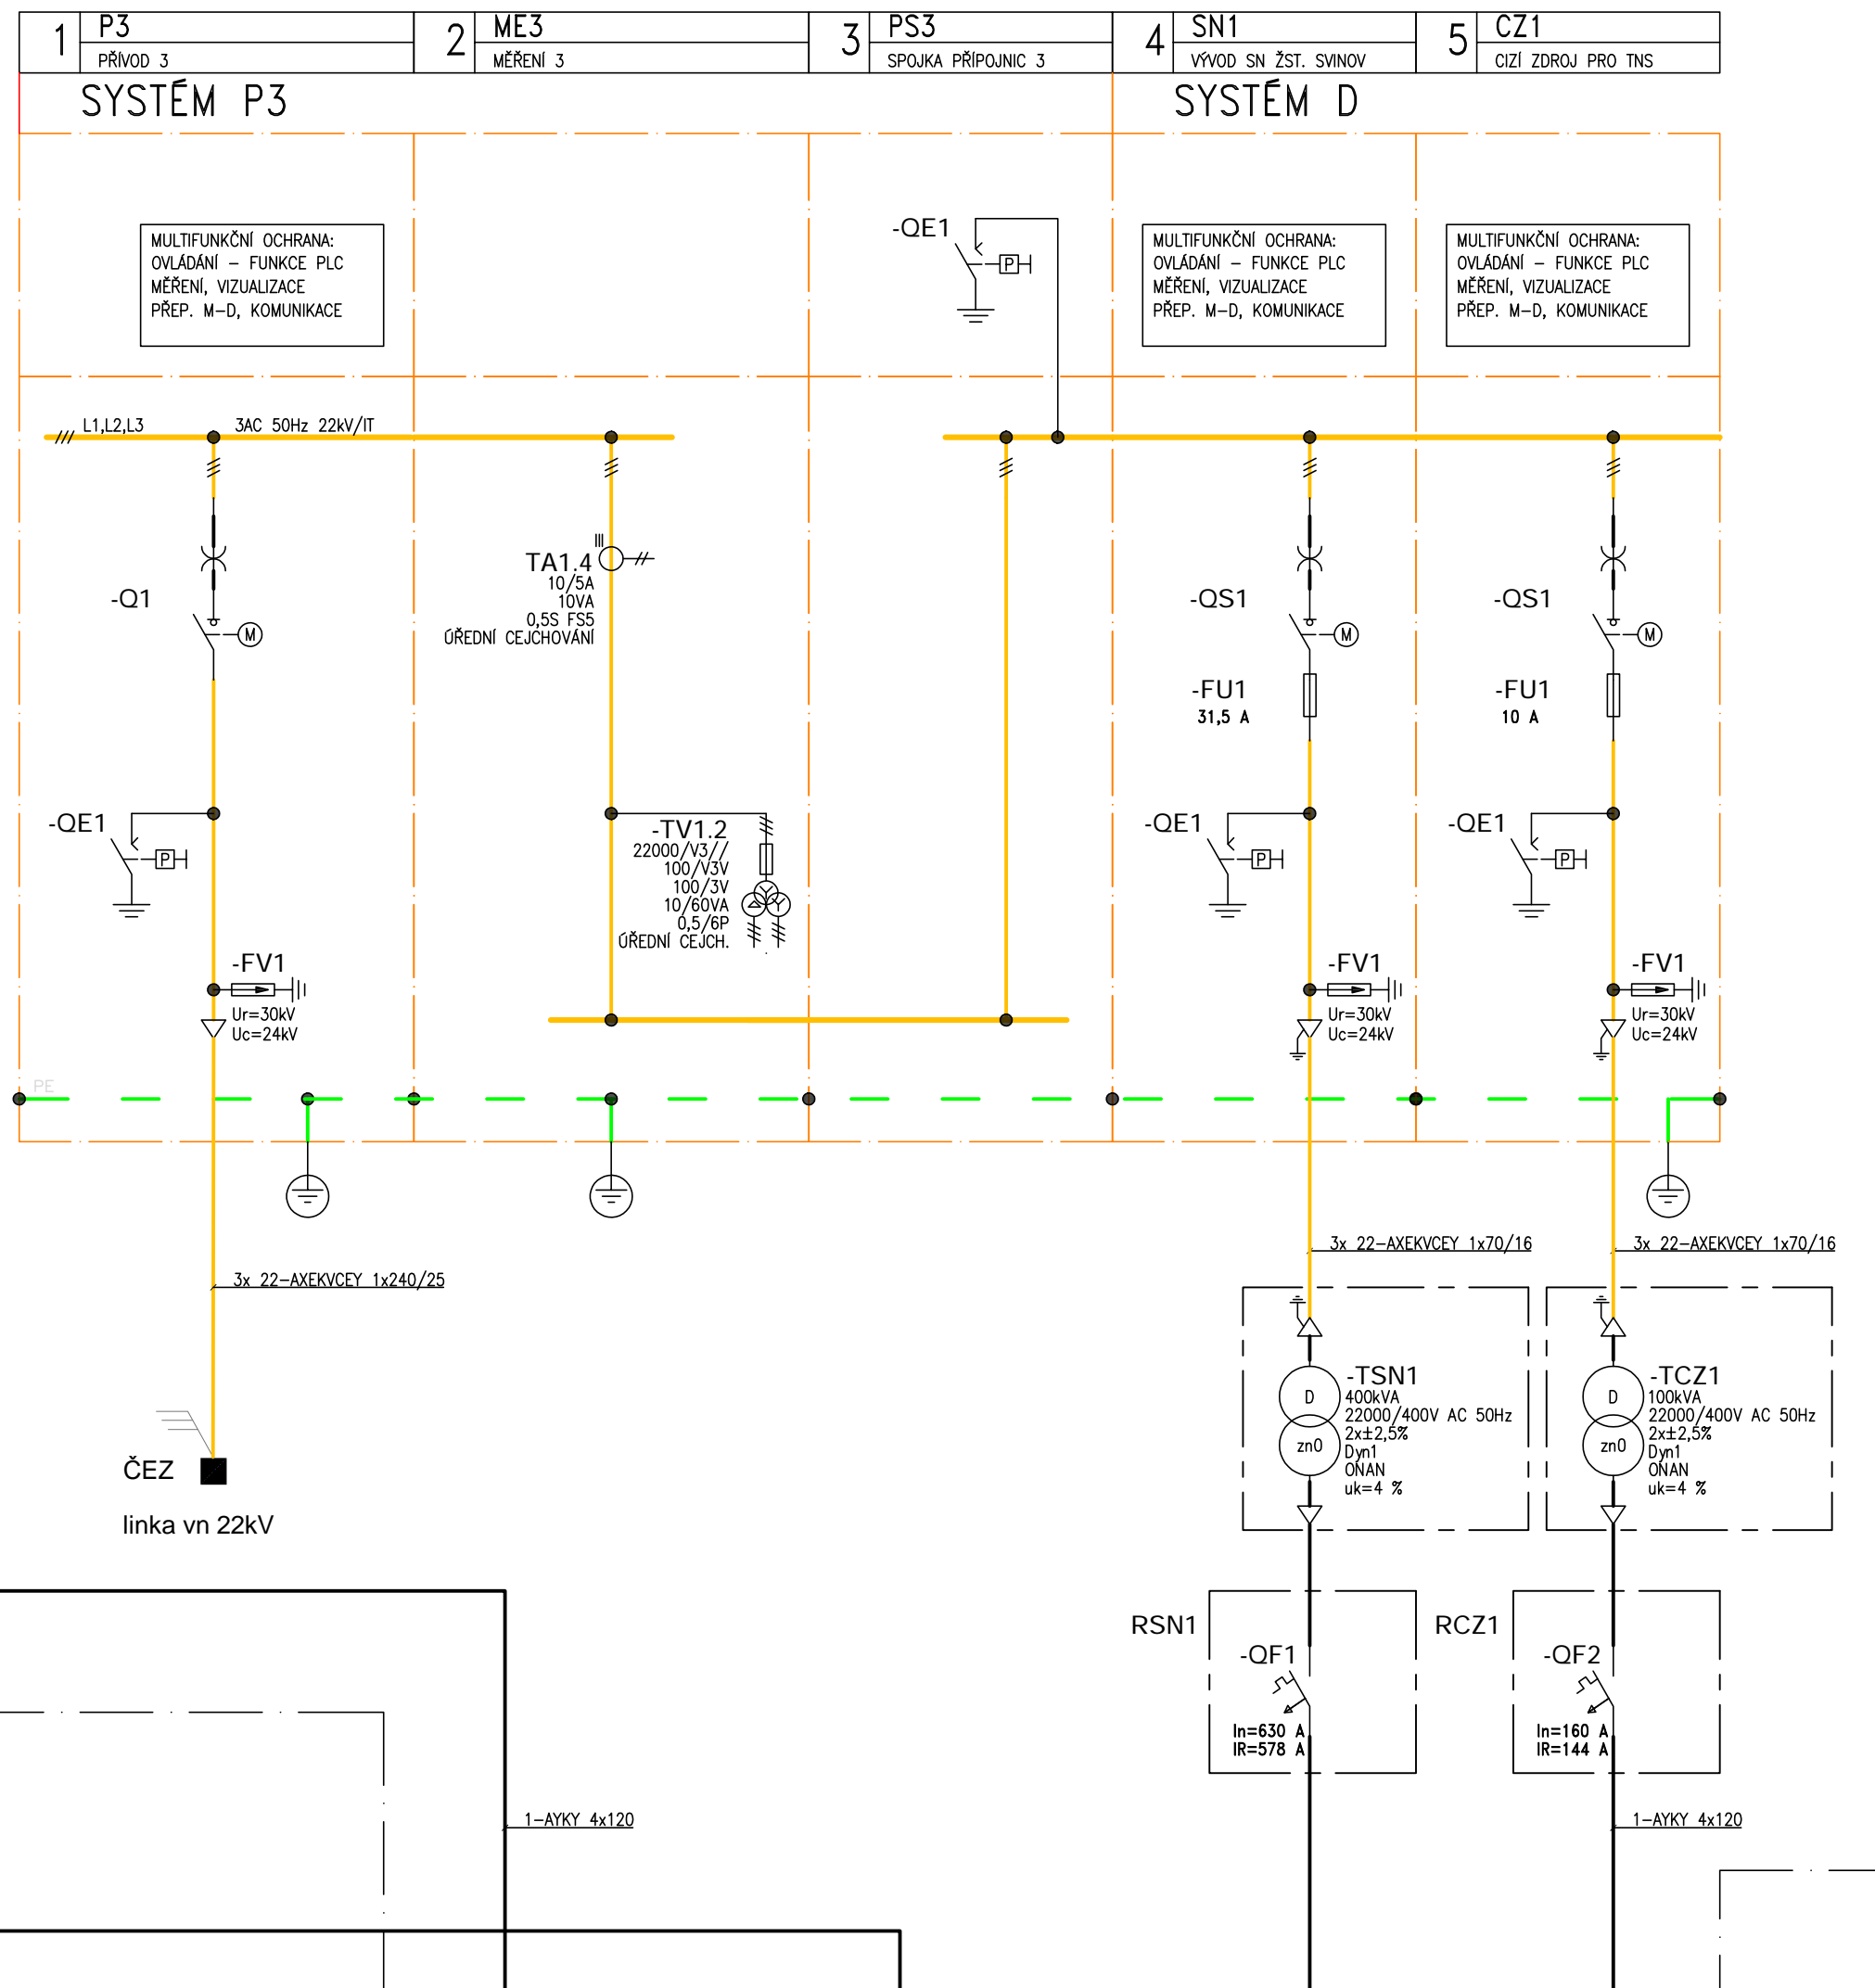 1 P3 2 ME3 3 PS3 4 SN1 5 CZ1
PŘÍVOD 3 MĚŘENÍ 3 SPOJKA PŘÍPOJNIC 3 VÝVOD SN ŽST. SVINOV CIZÍ ZDROJ PRO TNS
SYSTÉM P3 SYSTÉM D
MULTIFUNKČNÍ OCHRANA:
OVLÁDÁNÍ – FUNKCE PLC
MĚŘENÍ, VIZUALIZACE
PŘEP. M–D, KOMUNIKACE
-QE1
P
MULTIFUNKČNÍ OCHRANA:
OVLÁDÁNÍ – FUNKCE PLC
MĚŘENÍ, VIZUALIZACE
PŘEP. M–D, KOMUNIKACE
MULTIFUNKČNÍ OCHRANA:
OVLÁDÁNÍ – FUNKCE PLC
MĚŘENÍ, VIZUALIZACE
PŘEP. M–D, KOMUNIKACE
L1,L2,L3 3AC 50Hz 22kV/IT
-Q1
M
TA1.4
10/5A
10VA
0,5S FS5
ÚŘEDNÍ CEJCHOVÁNÍ
-QS1
M
-FU1
31,5 A
-QS1
M
-FU1
10 A
-QE1
P
-TV1.2
22000/V3//
100/V3V
100/3V
10/60VA
0,5/6P
ÚŘEDNÍ CEJCH.
-QE1
P
-QE1
P
-FV1
Ur=30kV
Uc=24kV
-FV1
Ur=30kV
Uc=24kV
-FV1
Ur=30kV
Uc=24kV
PE
3x 22–AXEKVCEY 1x240/25
3x 22–AXEKVCEY 1x70/16
3x 22–AXEKVCEY 1x70/16
ČEZ
linka vn 22kV
D
zn0
-TSN1
400kVA
22000/400V AC 50Hz
2x±2,5%
Dyn1
ONAN
uk=4 %
D
zn0
-TCZ1
100kVA
22000/400V AC 50Hz
2x±2,5%
Dyn1
ONAN
uk=4 %
RSN1
-QF1
In=630 A
IR=578 A
RCZ1
-QF2
In=160 A
IR=144 A
1–AYKY 4x120
1–AYKY 4x120